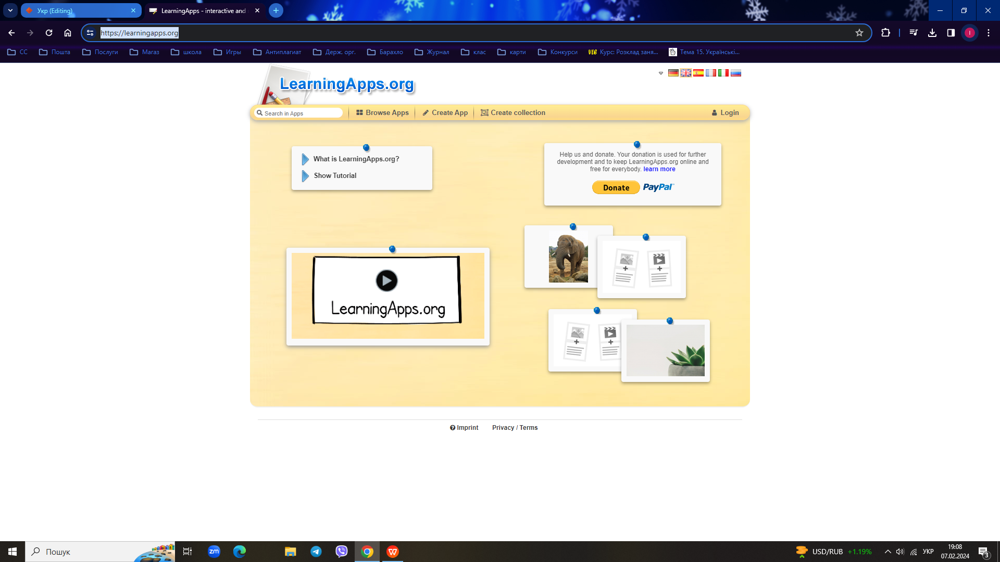 Укр (Editing)
LearningApps - interactive and
https://learningapps.org
СС
Пошта
Послуги
Магаз
школа
Игры
Антиплагиат
Держ. орг.
Барахло
Журнал
клас
карти
Конкурси
VLE Курс: Розклад заня...
Тема 15. Українські...
LearningApps.org
Search in Apps
Browse Apps
Create App
Create collection
Login
What is LearningApps.org?
Show Tutorial
Help us and donate. Your donation is used for further
development and to keep LearningApps.org online and
free for everybody. learn more
Donate PayPal
LearningApps.org
Imprint
Privacy / Terms
Пошук
zm
USD/RUB +1.19%
УКР
19:08
07.02.2024
3